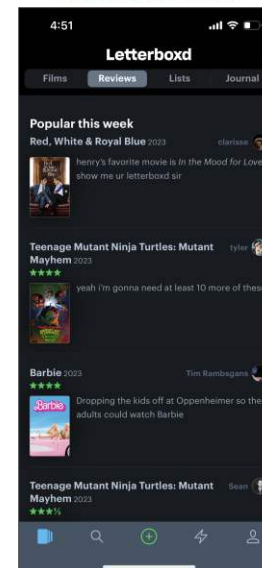 4:51
Letterboxd
Films Reviews Lists Journal
Popular this week
Red, White & Royal Blue 2023 clarisse
henry's favorite movie is In the Mood for Love
show me ur letterboxd sir
Teenage Mutant Ninja Turtles: Mutant tyler
Mayhem 2023
★★★★
yeah i'm gonna need at least 10 more of these
Barbie 2023 Tim Rambsgans
★★★★
Barbie
Dropping the kids off at Oppenheimer so the
adults could watch Barbie
Teenage Mutant Ninja Turtles: Mutant Sean
Mayhem 2023
★★★½